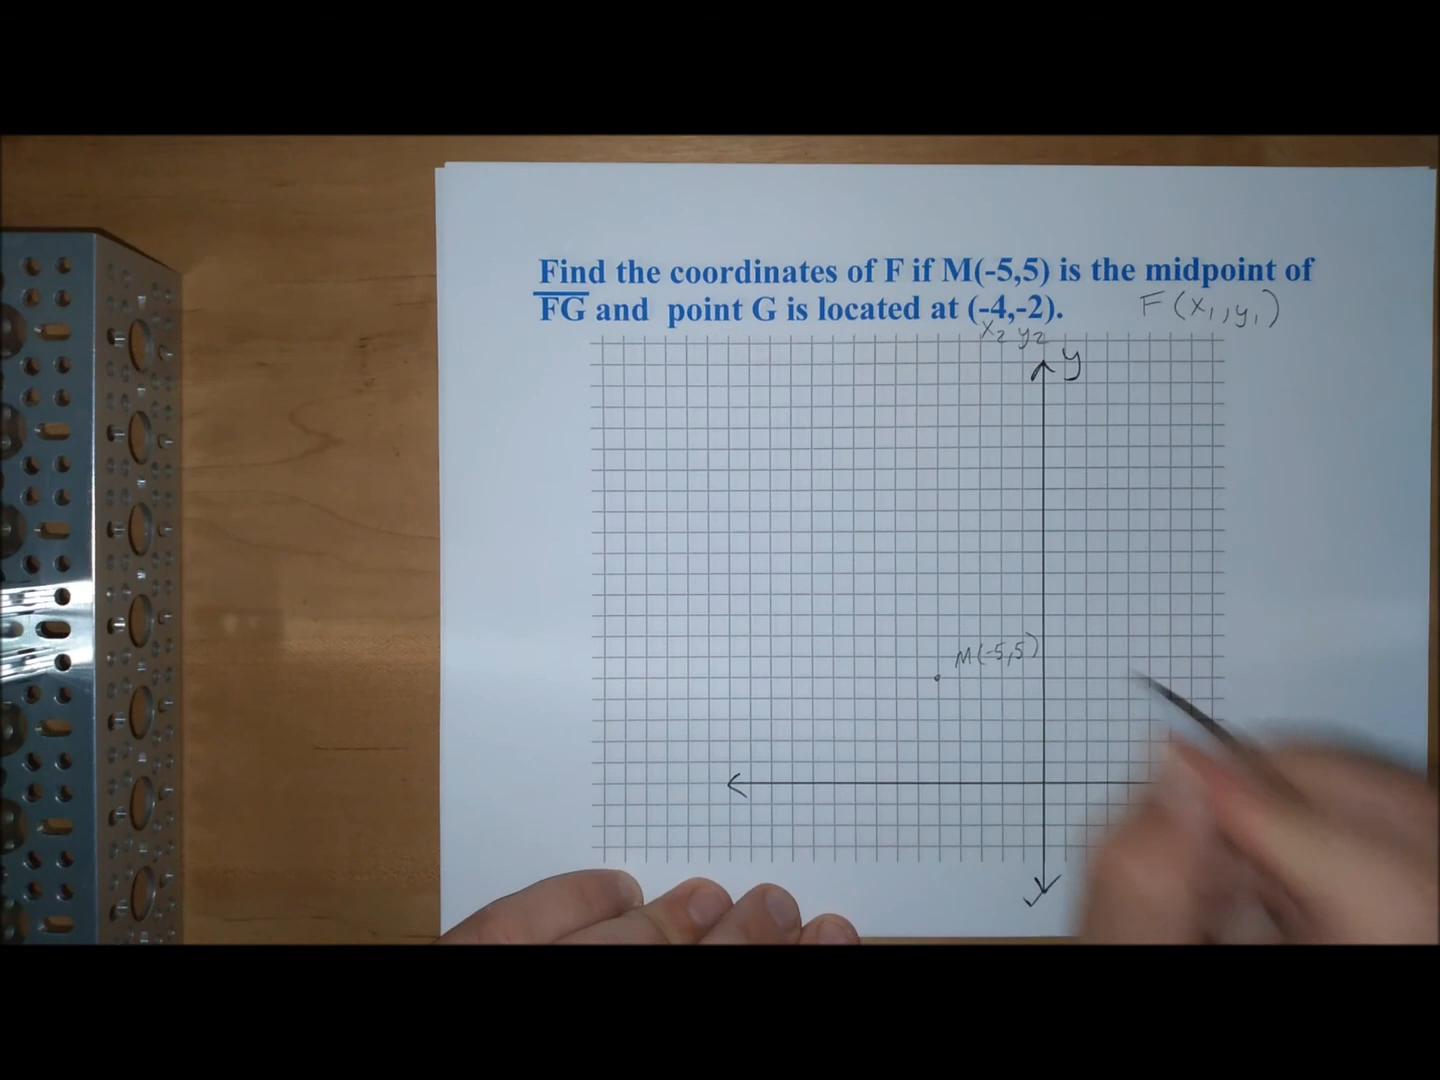 Find the coordinates of F if M(-5,5) is the midpoint of
FG and point G is located at (-4,-2). F(x₁,y₁)
x₂ y₂
y
M(-5,5)